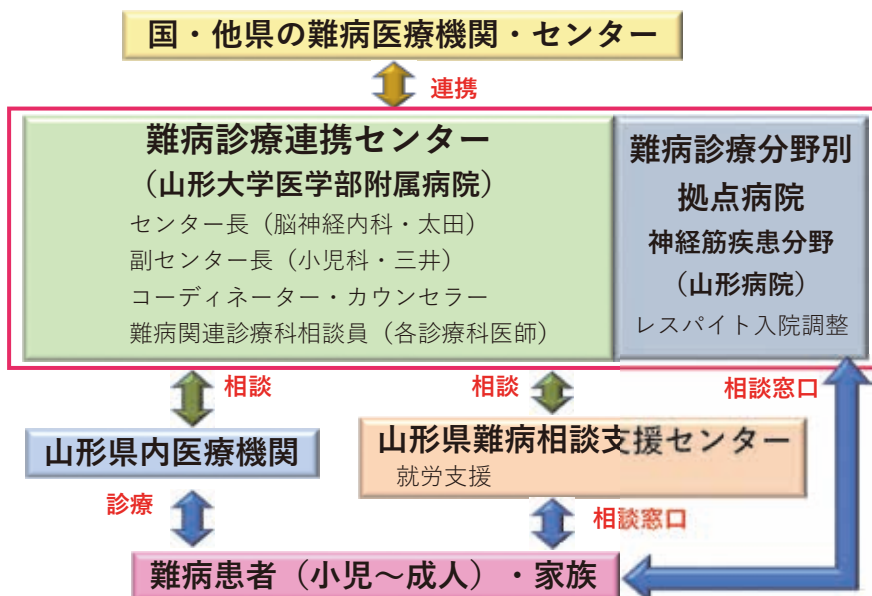 国・他県の難病医療機関・センター
連携
難病診療連携センター
（山形大学医学部附属病院）
センター長（脳神経内科・太田）
副センター長（小児科・三井）
コーディネーター・カウンセラー
難病関連診療科相談員（各診療科医師）
難病診療分野別
拠点病院
神経筋疾患分野
（山形病院）
レスパイト入院調整
相談
相談
相談窓口
山形県内医療機関
山形県難病相談支援センター
就労支援
診療
相談窓口
難病患者（小児～成人）・家族